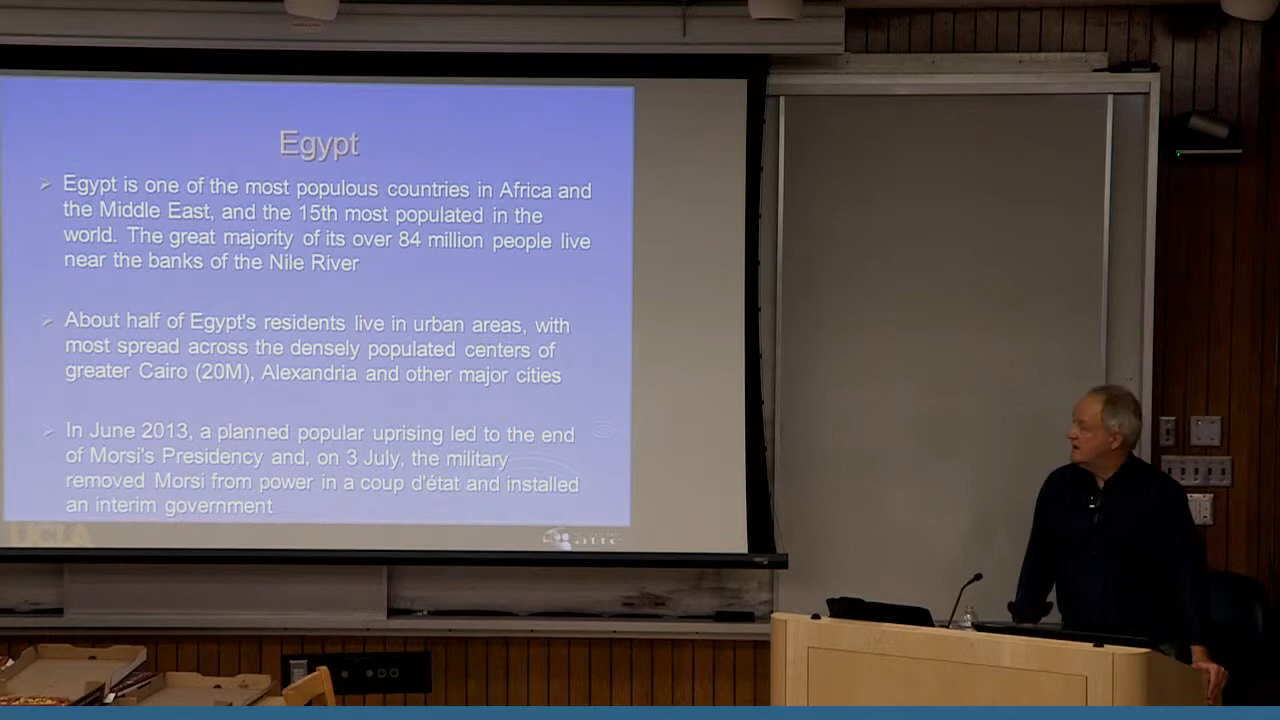 Egypt
Egypt is one of the most populous countries in Africa and
the Middle East, and the 15th most populated in the
world. The great majority of its over 84 million people live
near the banks of the Nile River
About half of Egypt's residents live in urban areas, with
most spread across the densely populated centers of
greater Cairo (20M), Alexandria and other major cities
In June 2013, a planned popular uprising led to the end
of Morsi's Presidency and, on 3 July, the military
removed Morsi from power in a coup d'état and installed
an interim government
UCLA